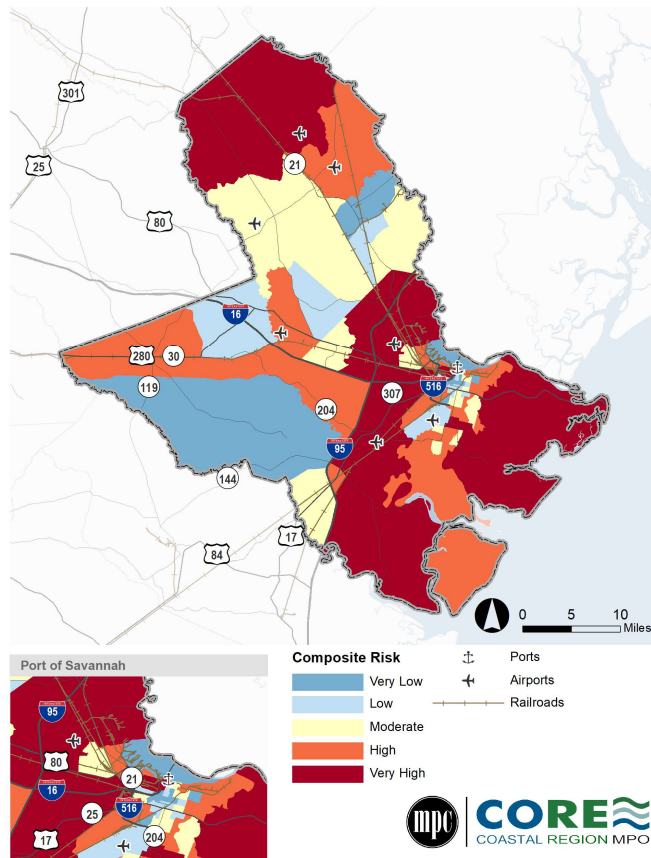 301
25
80
21
16
280
30
119
204
307
516
95
144
17
84
0
5
10
Miles
Port of Savannah
95
80
16
21
516
25
17
204
Composite Risk
Very Low
Low
Moderate
High
Very High
Ports
Airports
Railroads
mpc
CORE
COASTAL REGION MPO